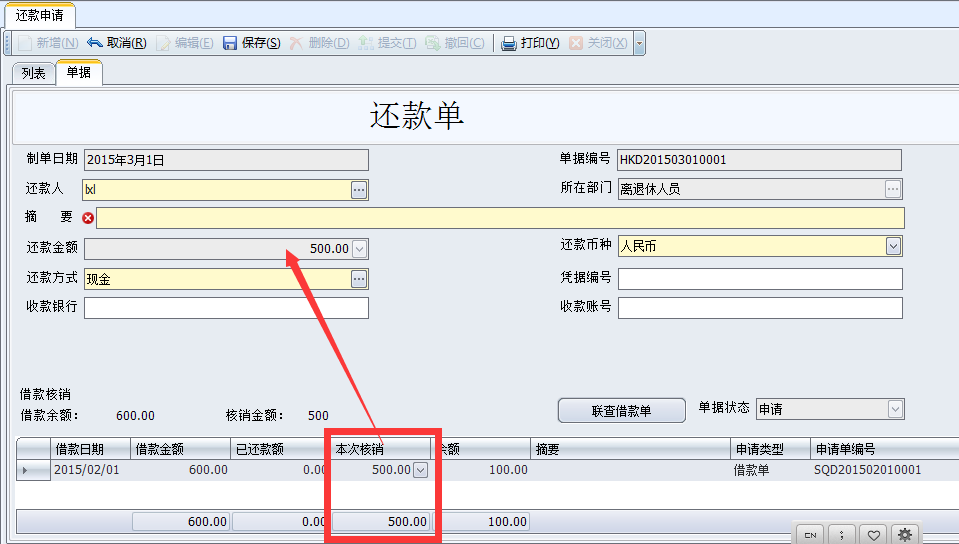 还款申请
新增(N) 取消(R) 编辑(E) 保存(S) 删除(D) 提交(T) 撤回(C) 打印(Y) 关闭(X)
列表 单据
还款单
制单日期 2015年3月1日 单据编号 HKD201503010001
还款人 lxl 所在部门 离退休人员
摘 要
还款金额 500.00 还款币种 人民币
还款方式 现金 凭据编号
收款银行 收款账号
借款核销
借款余额: 600.00 核销金额: 500 联查借款单 单据状态 申请
借款日期 借款金额 已还款额 本次核销 余额 摘要 申请类型 申请单编号
2015/02/01 600.00 0.00 500.00 100.00 借款单 SQD201502010001
600.00 0.00 500.00 100.00
CN ;